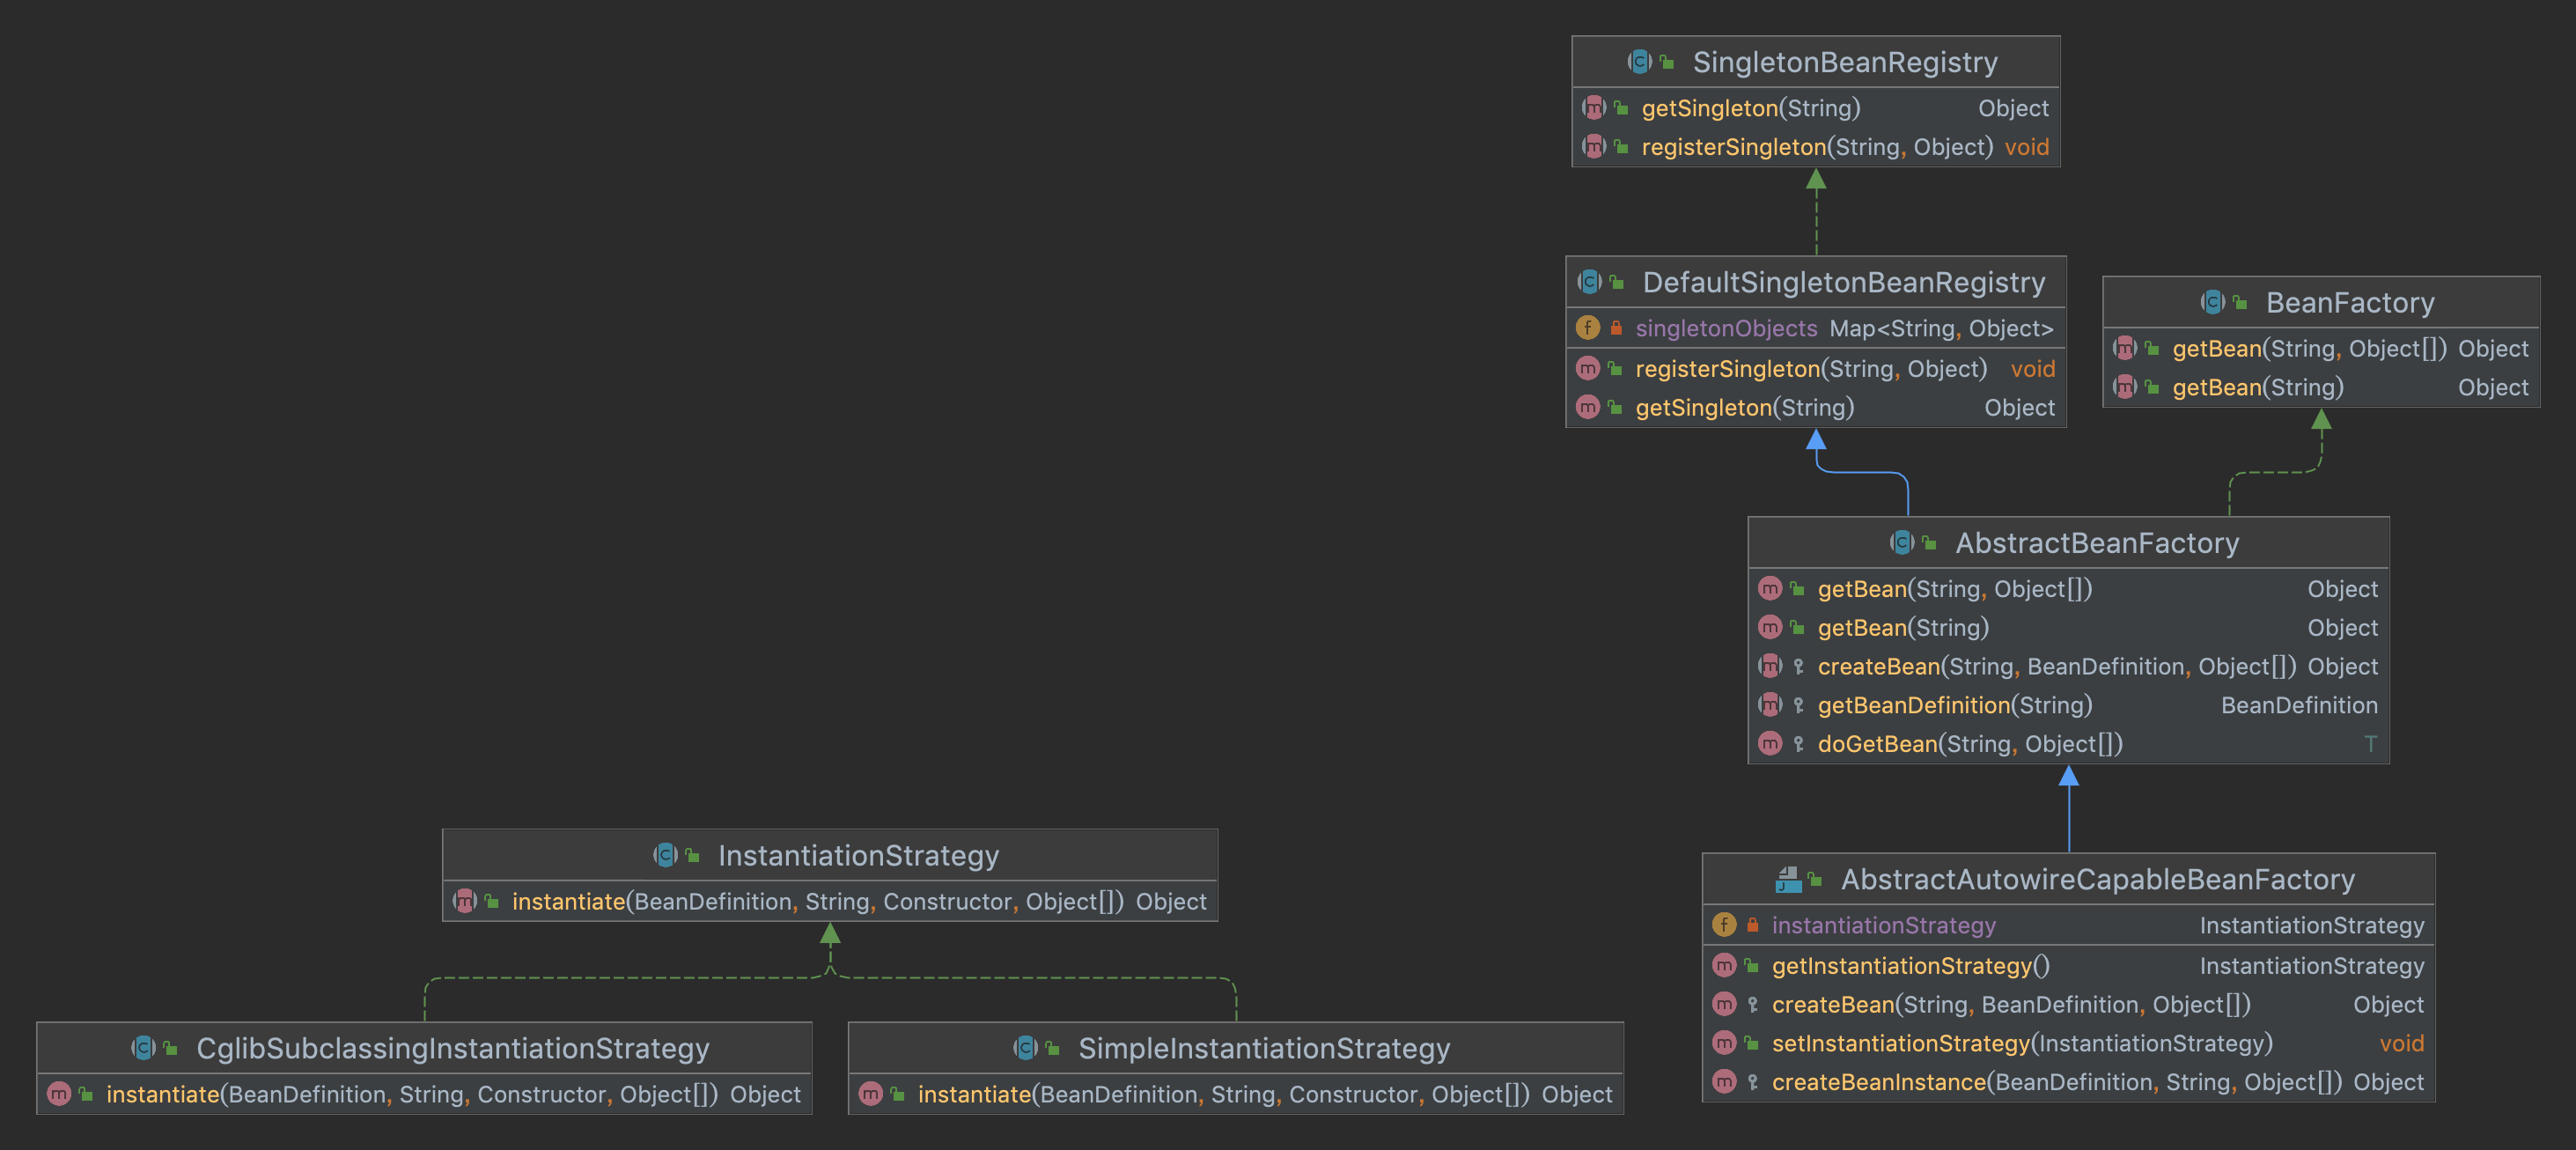 SingletonBeanRegistry
getSingleton(String) Object
registerSingleton(String, Object) void
DefaultSingletonBeanRegistry
singletonObjects Map<String, Object>
registerSingleton(String, Object) void
getSingleton(String) Object
BeanFactory
getBean(String, Object[]) Object
getBean(String) Object
AbstractBeanFactory
getBean(String, Object[]) Object
getBean(String) Object
createBean(String, BeanDefinition, Object[]) Object
getBeanDefinition(String) BeanDefinition
doGetBean(String, Object[]) T
InstantiationStrategy
instantiate(BeanDefinition, String, Constructor, Object[]) Object
CglibSubclassingInstantiationStrategy
instantiate(BeanDefinition, String, Constructor, Object[]) Object
SimpleInstantiationStrategy
instantiate(BeanDefinition, String, Constructor, Object[]) Object
AbstractAutowireCapableBeanFactory
instantiationStrategy InstantiationStrategy
getInstantiationStrategy() InstantiationStrategy
createBean(String, BeanDefinition, Object[]) Object
setInstantiationStrategy(InstantiationStrategy) void
createBeanInstance(BeanDefinition, String, Object[]) Object